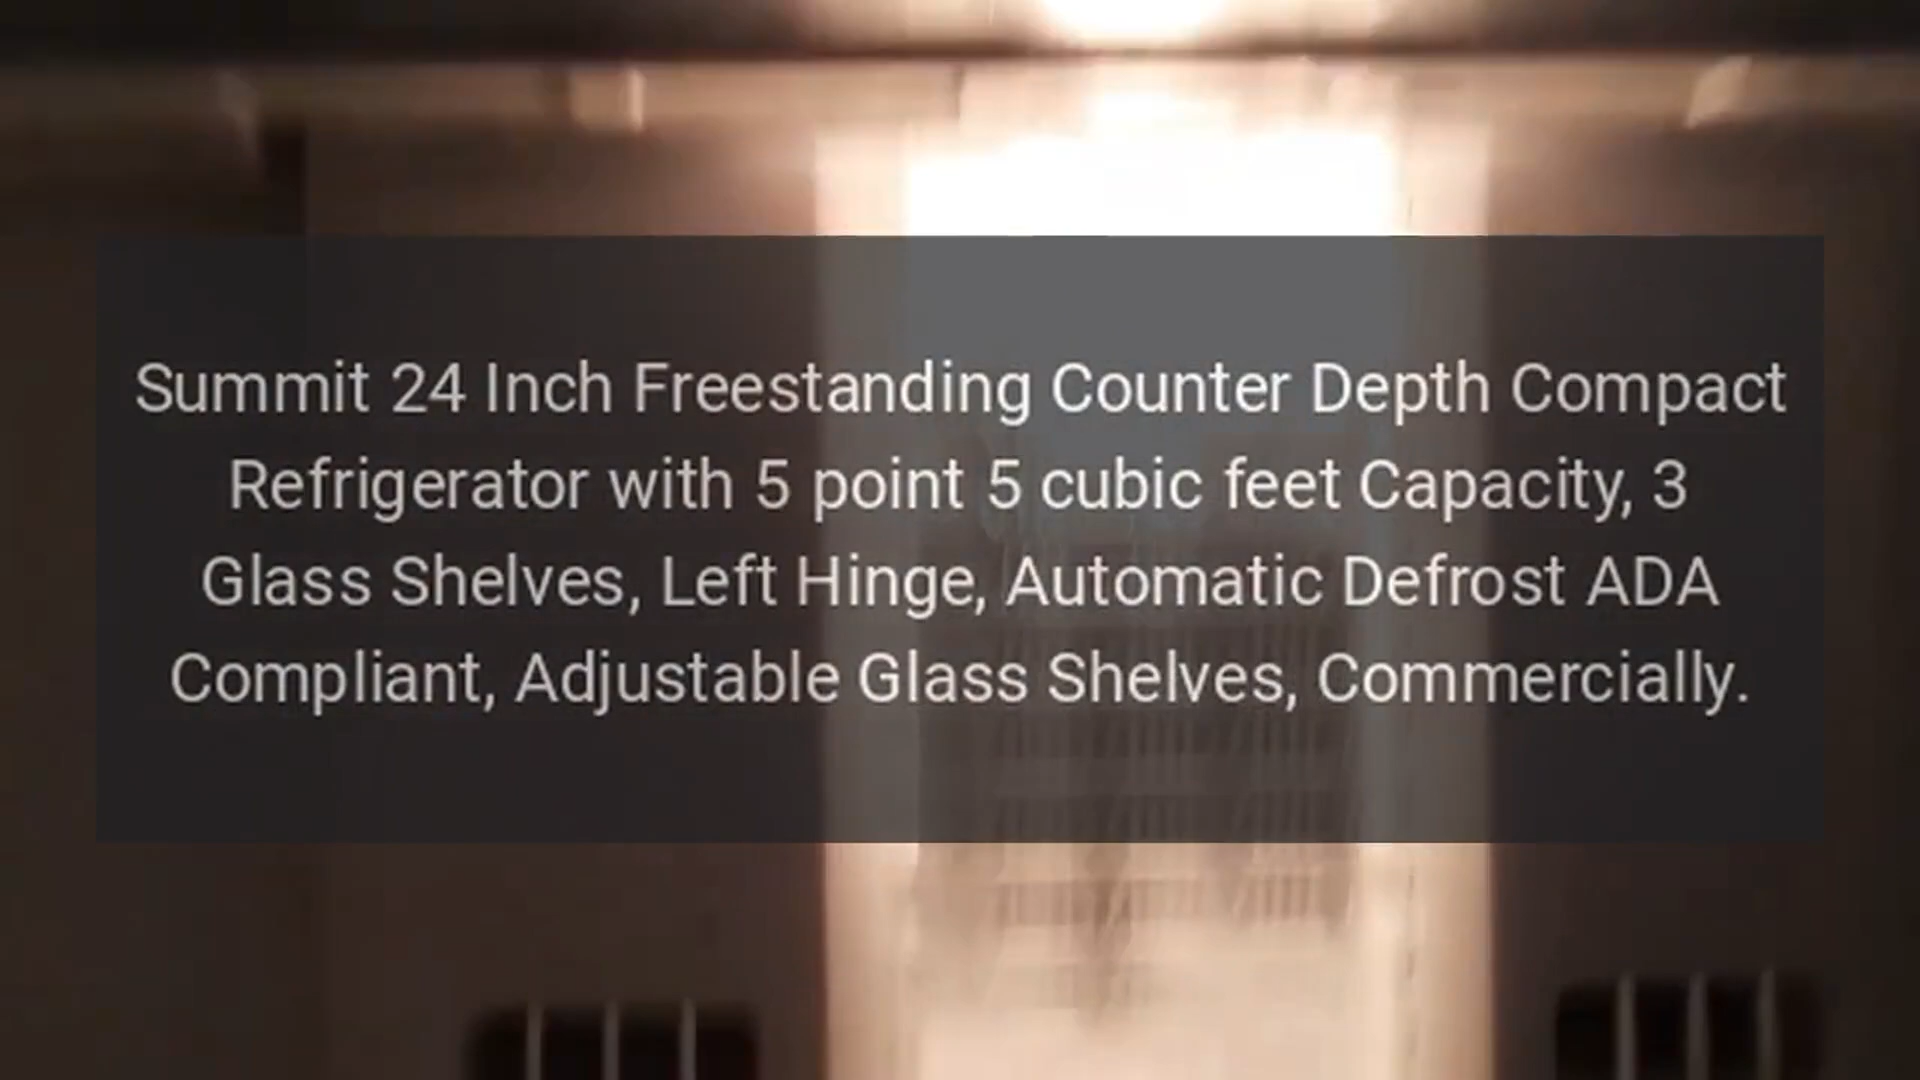 Summit 24 Inch Freestanding Counter Depth Compact
Refrigerator with 5 point 5 cubic feet Capacity, 3
Glass Shelves, Left Hinge, Automatic Defrost ADA
Compliant, Adjustable Glass Shelves, Commercially.